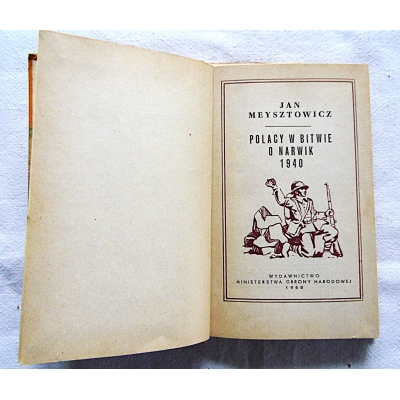 JAN
MEYSZTOWICZ
POLACY W BITWIE
O NARWIK
1940
WYDAWNICTWO
MINISTERSTWA OBRONY NARODOWEJ
1968